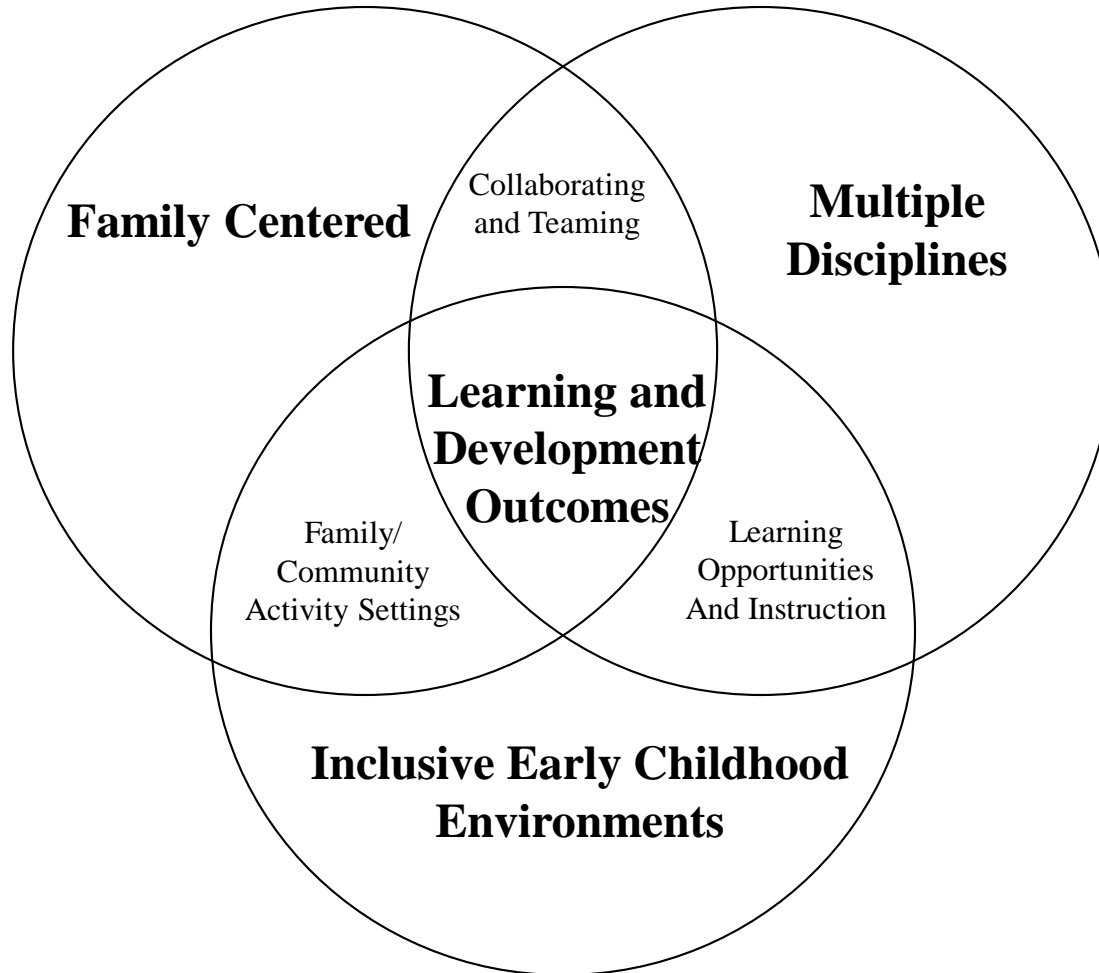 Family Centered
Collaborating
and Teaming
Multiple
Disciplines
Learning and
Development
Outcomes
Family/
Community
Activity Settings
Learning
Opportunities
And Instruction
Inclusive Early Childhood
Environments